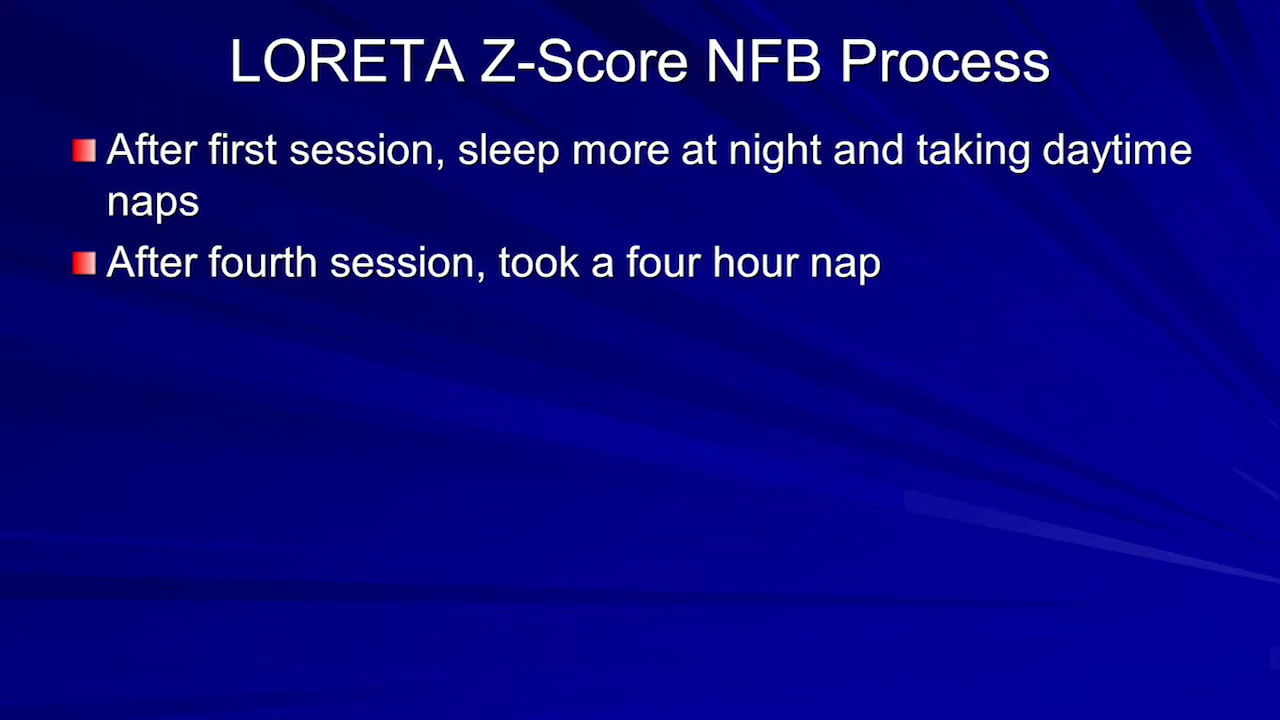 LORETA Z-Score NFB Process
After first session, sleep more at night and taking daytime
naps
After fourth session, took a four hour nap